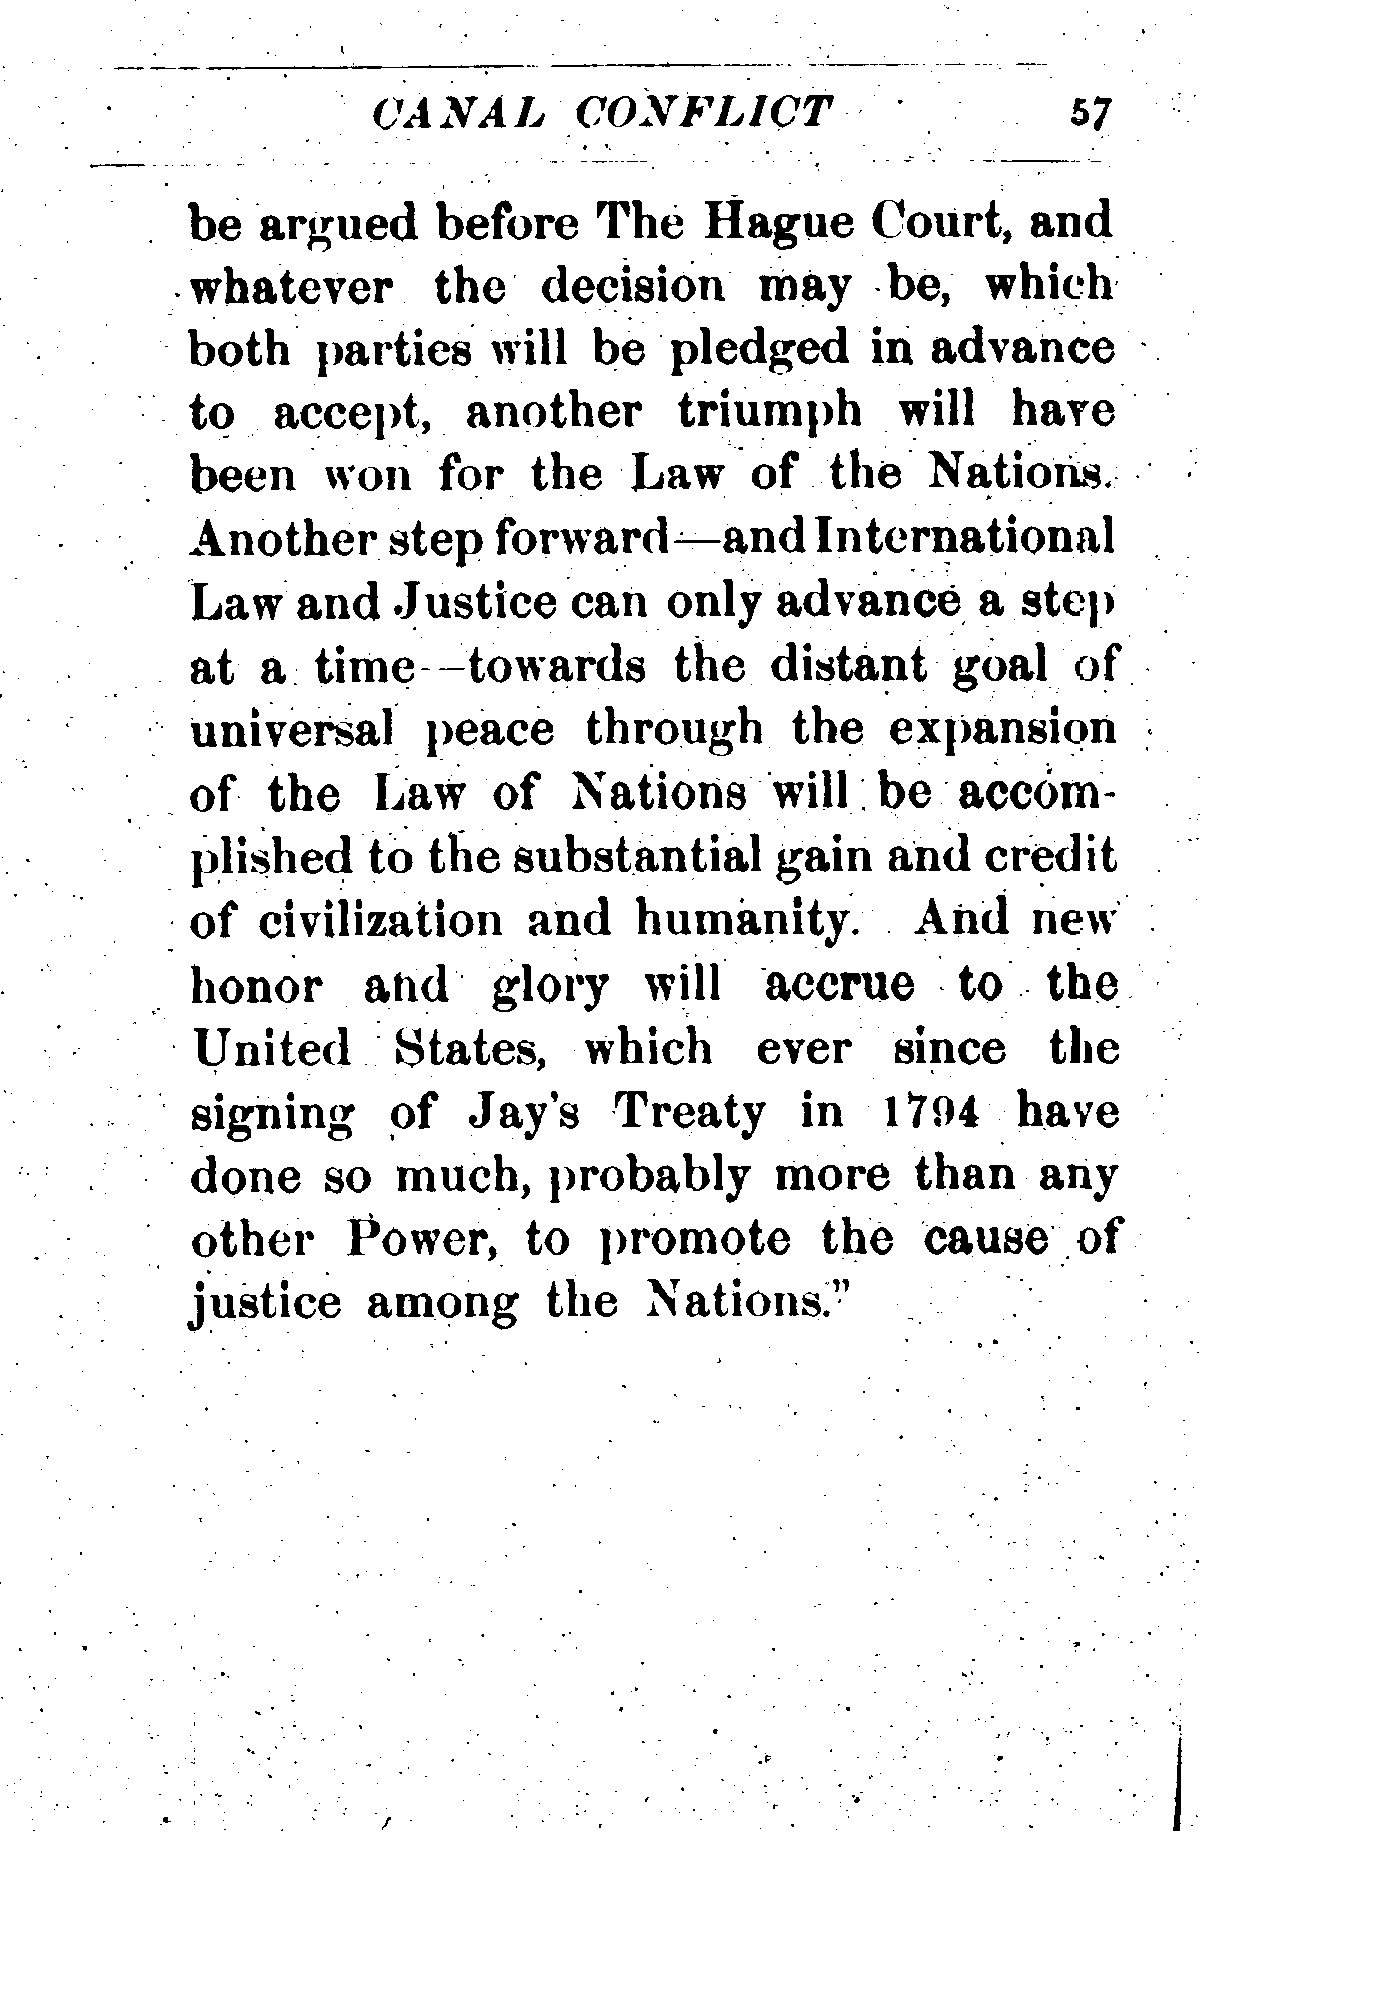 CANAL CONFLICT 57
be argued before The Hague Court, and
whatever the decision may be, which
both parties will be pledged in advance
to accept, another triumph will have
been won for the Law of the Nations.
Another step forward—and International
Law and Justice can only advance a step
at a time—towards the distant goal of
universal peace through the expansion
of the Law of Nations will be accom-
plished to the substantial gain and credit
of civilization and humanity. And new
honor and glory will accrue to the
United States, which ever since the
signing of Jay's Treaty in 1794 have
done so much, probably more than any
other Power, to promote the cause of
justice among the Nations."